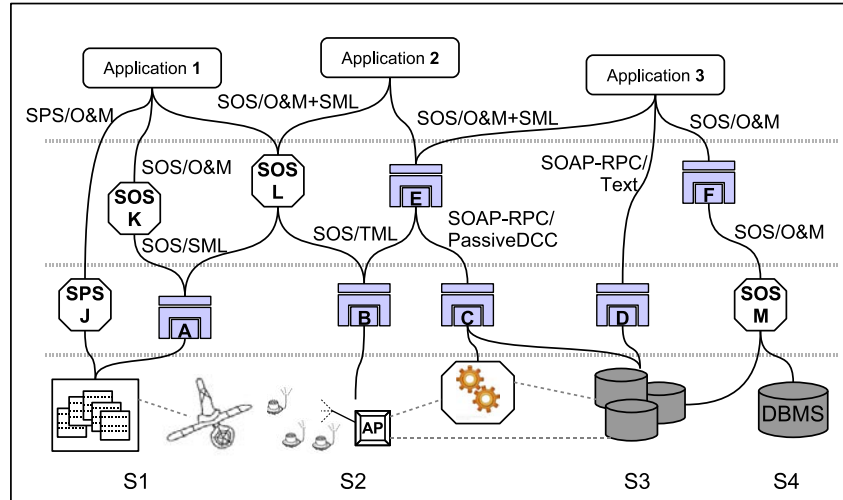 Application 1
Application 2
Application 3
SPS/O&M
SOS/O&M+SML
SOS/O&M+SML
SOS/O&M
SOS/O&M
SOS
L
SOAP-RPC/
Text
SOS
K
E
F
SOS/SML
SOS/TML
SOAP-RPC/
PassiveDCC
SOS/O&M
SPS
J
A
B
C
D
SOS
M
AP
DBMS
S1
S2
S3
S4